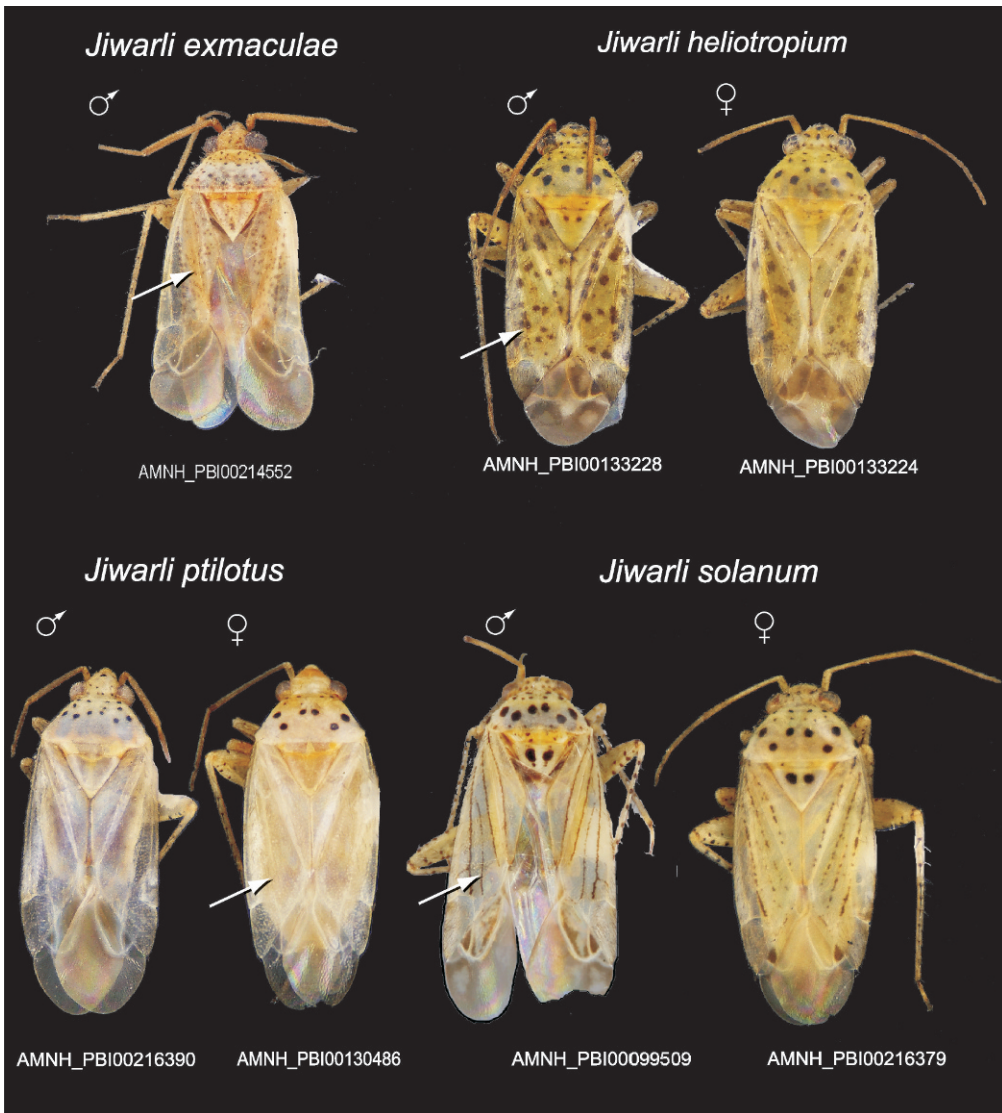 Jiwarli exmaculae
Jiwarli heliotropium
♂
♂
♀
AMNH_PBI00214552
AMNH_PBI00133228
AMNH_PBI00133224
Jiwarli ptilotus
Jiwarli solanum
♂
♀
♂
♀
AMNH_PBI00216390
AMNH_PBI00130486
AMNH_PBI00099509
AMNH_PBI00216379